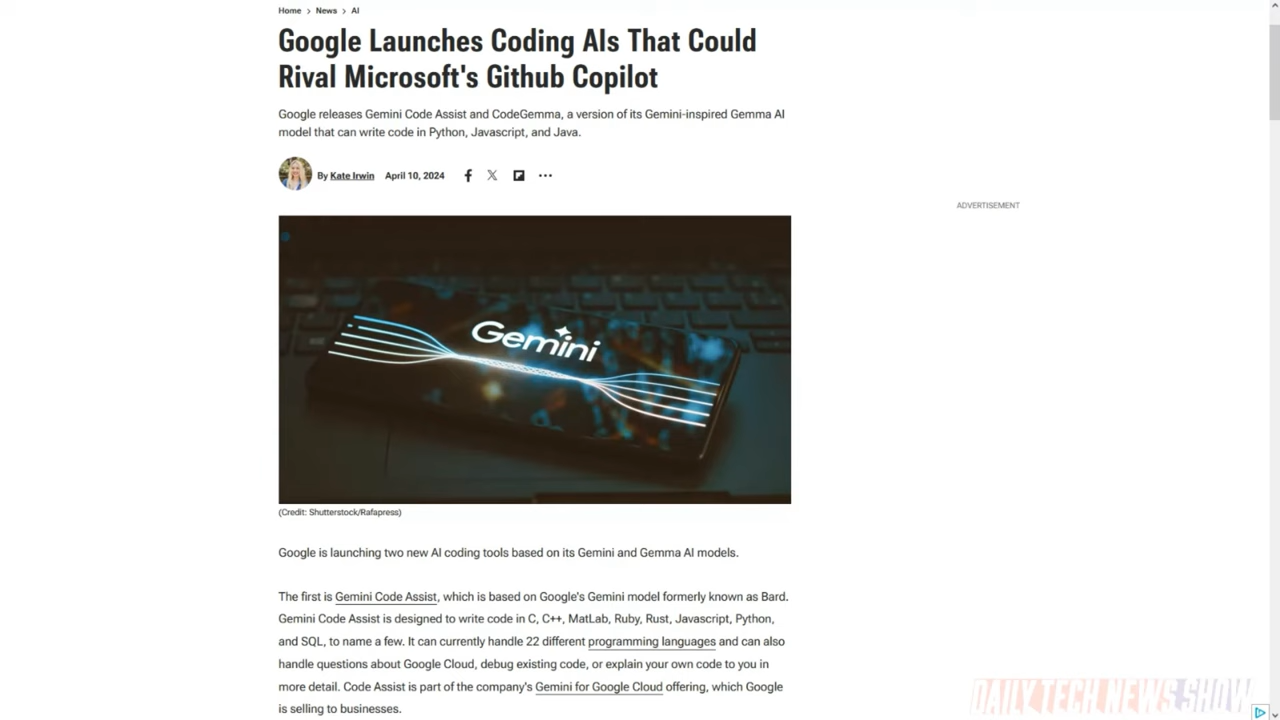 Home > News > AI
Google Launches Coding AIs That Could
Rival Microsoft's Github Copilot
Google releases Gemini Code Assist and CodeGemma, a version of its Gemini-inspired Gemma AI
model that can write code in Python, Javascript, and Java.
By Kate Irwin April 10, 2024
ADVERTISEMENT
Gemini
(Credit: Shutterstock/Rafapress)
Google is launching two new AI coding tools based on its Gemini and Gemma AI models.
The first is Gemini Code Assist, which is based on Google's Gemini model formerly known as Bard.
Gemini Code Assist is designed to write code in C, C++, MatLab, Ruby, Rust, Javascript, Python,
and SQL, to name a few. It can currently handle 22 different programming languages and can also
handle questions about Google Cloud, debug existing code, or explain your own code to you in
more detail. Code Assist is part of the company's Gemini for Google Cloud offering, which Google
is selling to businesses.
DAILY TECH NEWS SHOW